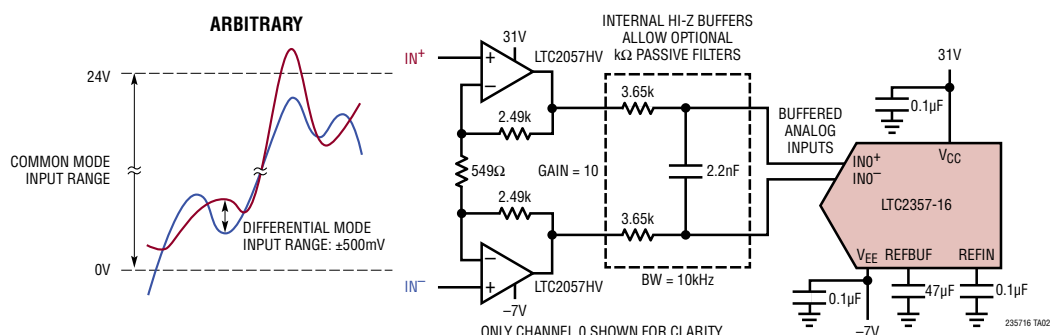 ARBITRARY
24V
COMMON MODE
INPUT RANGE
DIFFERENTIAL MODE
INPUT RANGE: ±500mV
0V
IN+
31V
LTC2057HV
+
−
2.49k
549Ω
GAIN = 10
2.49k
−
+
IN−
LTC2057HV
–7V
INTERNAL HI-Z BUFFERS
ALLOW OPTIONAL
kΩ PASSIVE FILTERS
3.65k
2.2nF
3.65k
BW = 10kHz
BUFFERED
ANALOG
INPUTS
31V
0.1µF
VCC
IN0+
IN0−
LTC2357-16
VEE
REFBUF
REFIN
0.1µF
47µF
0.1µF
–7V
235716 TA02
ONLY CHANNEL 0 SHOWN FOR CLARITY